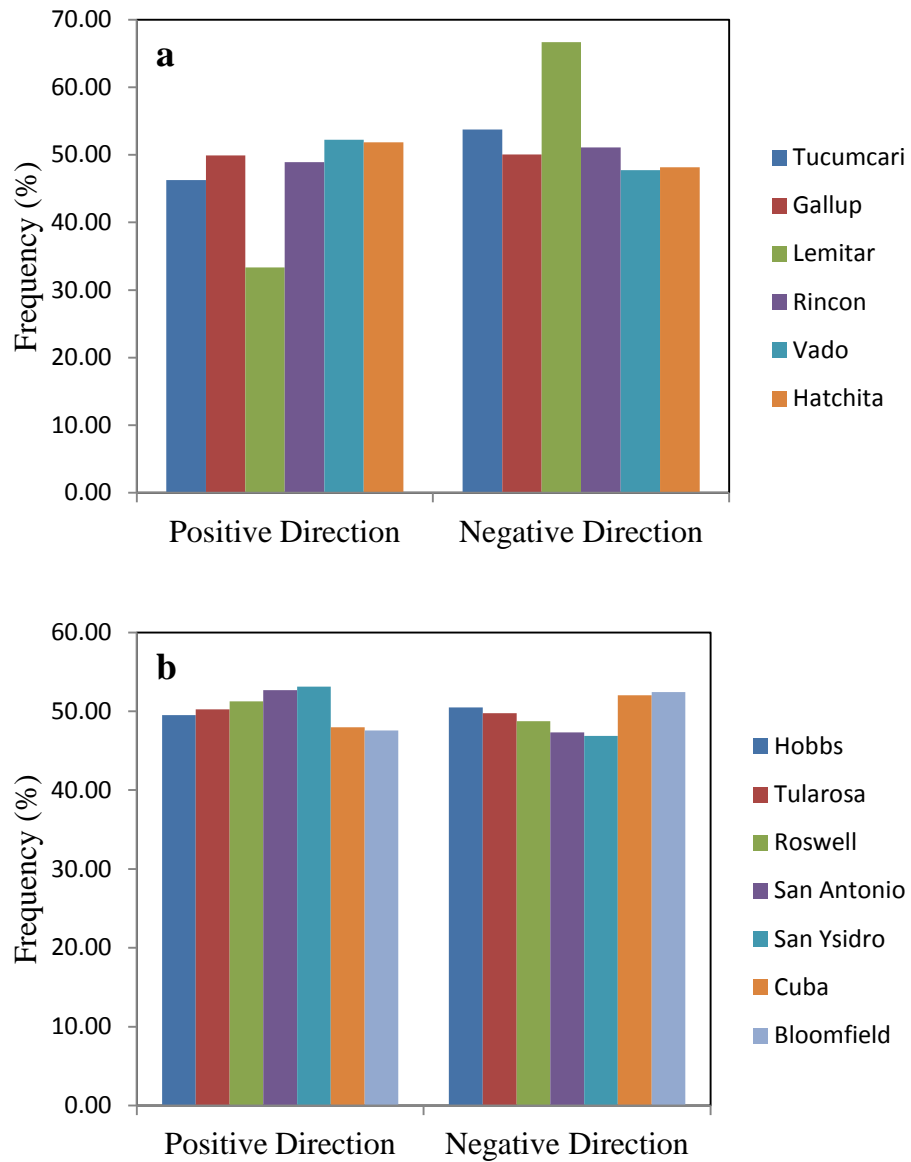 a
70.00
60.00
50.00
40.00
30.00
20.00
10.00
0.00
Frequency (%)
Positive Direction
Negative Direction
Tucumcari
Gallup
Lemitar
Rincon
Vado
Hatchita
b
60.00
50.00
40.00
30.00
20.00
10.00
0.00
Frequency (%)
Positive Direction
Negative Direction
Hobbs
Tularosa
Roswell
San Antonio
San Ysidro
Cuba
Bloomfield